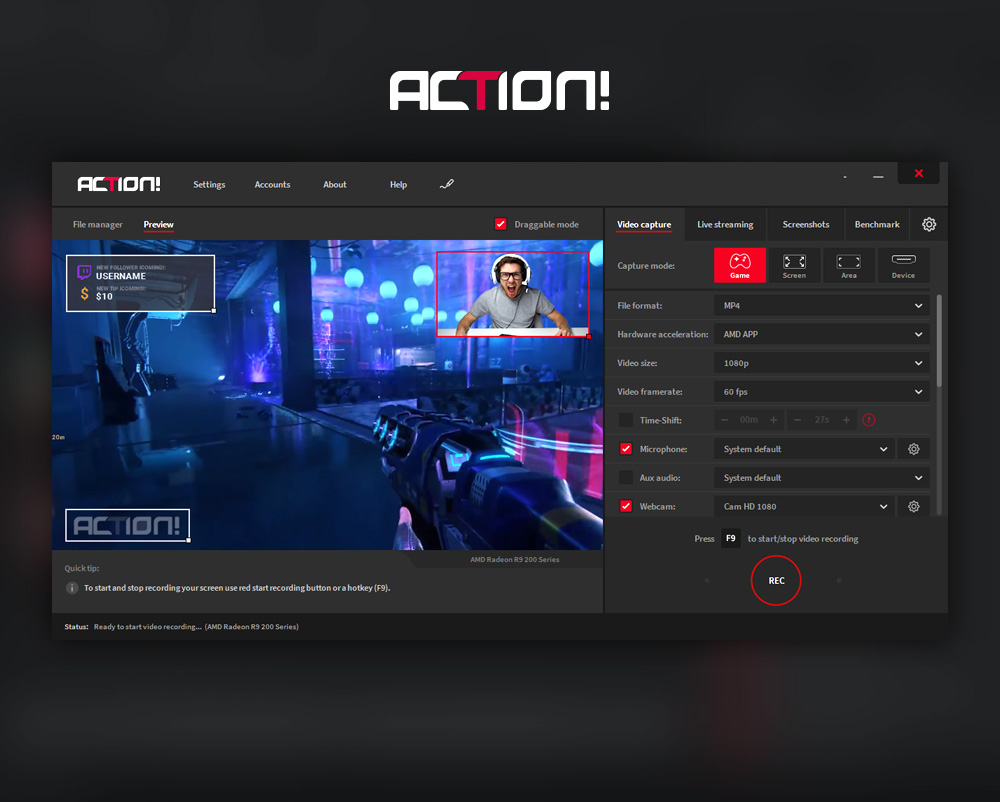 ACTION!
ACTION!
Settings
Accounts
About
Help
File manager
Preview
Draggable mode
Video capture
Live streaming
Screenshots
Benchmark
NEW FOLLOWER (COMING):
USERNAME
NEW TIP (COMING):
$ $10
20m
ACTION!
Capture mode:
Game
Screen
Area
Device
File format:
MP4
Hardware acceleration:
AMD APP
Video size:
1080p
Video framerate:
60 fps
Time-Shift:
00m
27s
Microphone:
System default
Aux audio:
System default
Webcam:
Cam HD 1080
AMD Radeon R9 200 Series
Press F9 to start/stop video recording
REC
Quick tip:
To start and stop recording your screen use red start recording button or a hotkey (F9).
Status: Ready to start video recording... (AMD Radeon R9 200 Series)